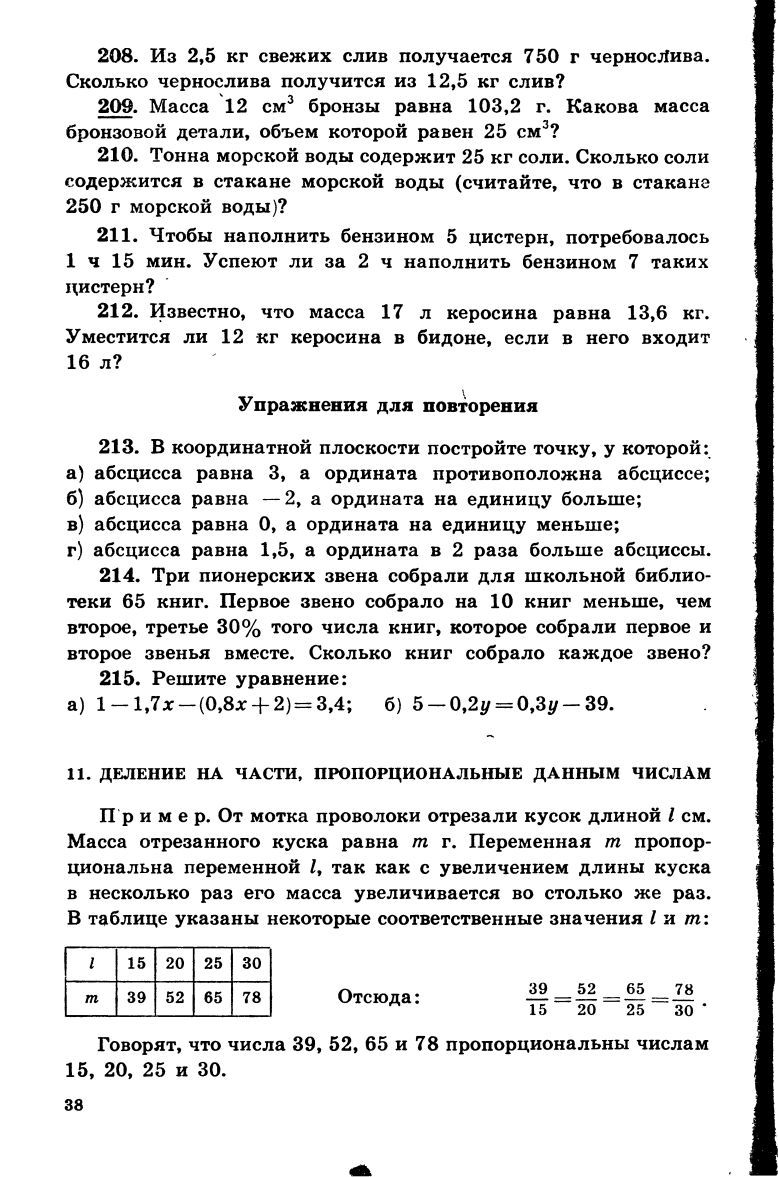 208. Из 2,5 кг свежих слив получается 750 г чернослива.
Сколько чернослива получится из 12,5 кг слив?
209. Масса 12 см³ бронзы равна 103,2 г. Какова масса
бронзовой детали, объем которой равен 25 см³?
210. Тонна морской воды содержит 25 кг соли. Сколько соли
содержится в стакане морской воды (считайте, что в стакане
250 г морской воды)?
211. Чтобы наполнить бензином 5 цистерн, потребовалось
1 ч 15 мин. Успеют ли за 2 ч наполнить бензином 7 таких
цистерн?
212. Известно, что масса 17 л керосина равна 13,6 кг.
Уместится ли 12 кг керосина в бидоне, если в него входит
16 л?
Упражнения для повторения
213. В координатной плоскости постройте точку, у которой:
а) абсцисса равна 3, а ордината противоположна абсциссе;
б) абсцисса равна —2, а ордината на единицу больше;
в) абсцисса равна 0, а ордината на единицу меньше;
г) абсцисса равна 1,5, а ордината в 2 раза больше абсциссы.
214. Три пионерских звена собрали для школьной библио-
теки 65 книг. Первое звено собрало на 10 книг меньше, чем
второе, третье 30% того числа книг, которое собрали первое и
второе звенья вместе. Сколько книг собрало каждое звено?
215. Решите уравнение:
а) 1—1,7x—(0,8x+2)=3,4; б) 5—0,2y=0,3y—39.
11. ДЕЛЕНИЕ НА ЧАСТИ, ПРОПОРЦИОНАЛЬНЫЕ ДАННЫМ ЧИСЛАМ
Пример. От мотка проволоки отрезали кусок длиной l см.
Масса отрезанного куска равна m г. Переменная m пропор-
циональна переменной l, так как с увеличением длины куска
в несколько раз его масса увеличивается во столько же раз.
В таблице указаны некоторые соответственные значения l и m:
l 15 20 25 30
m 39 52 65 78
Отсюда: 39/15 = 52/20 = 65/25 = 78/30.
Говорят, что числа 39, 52, 65 и 78 пропорциональны числам
15, 20, 25 и 30.
38